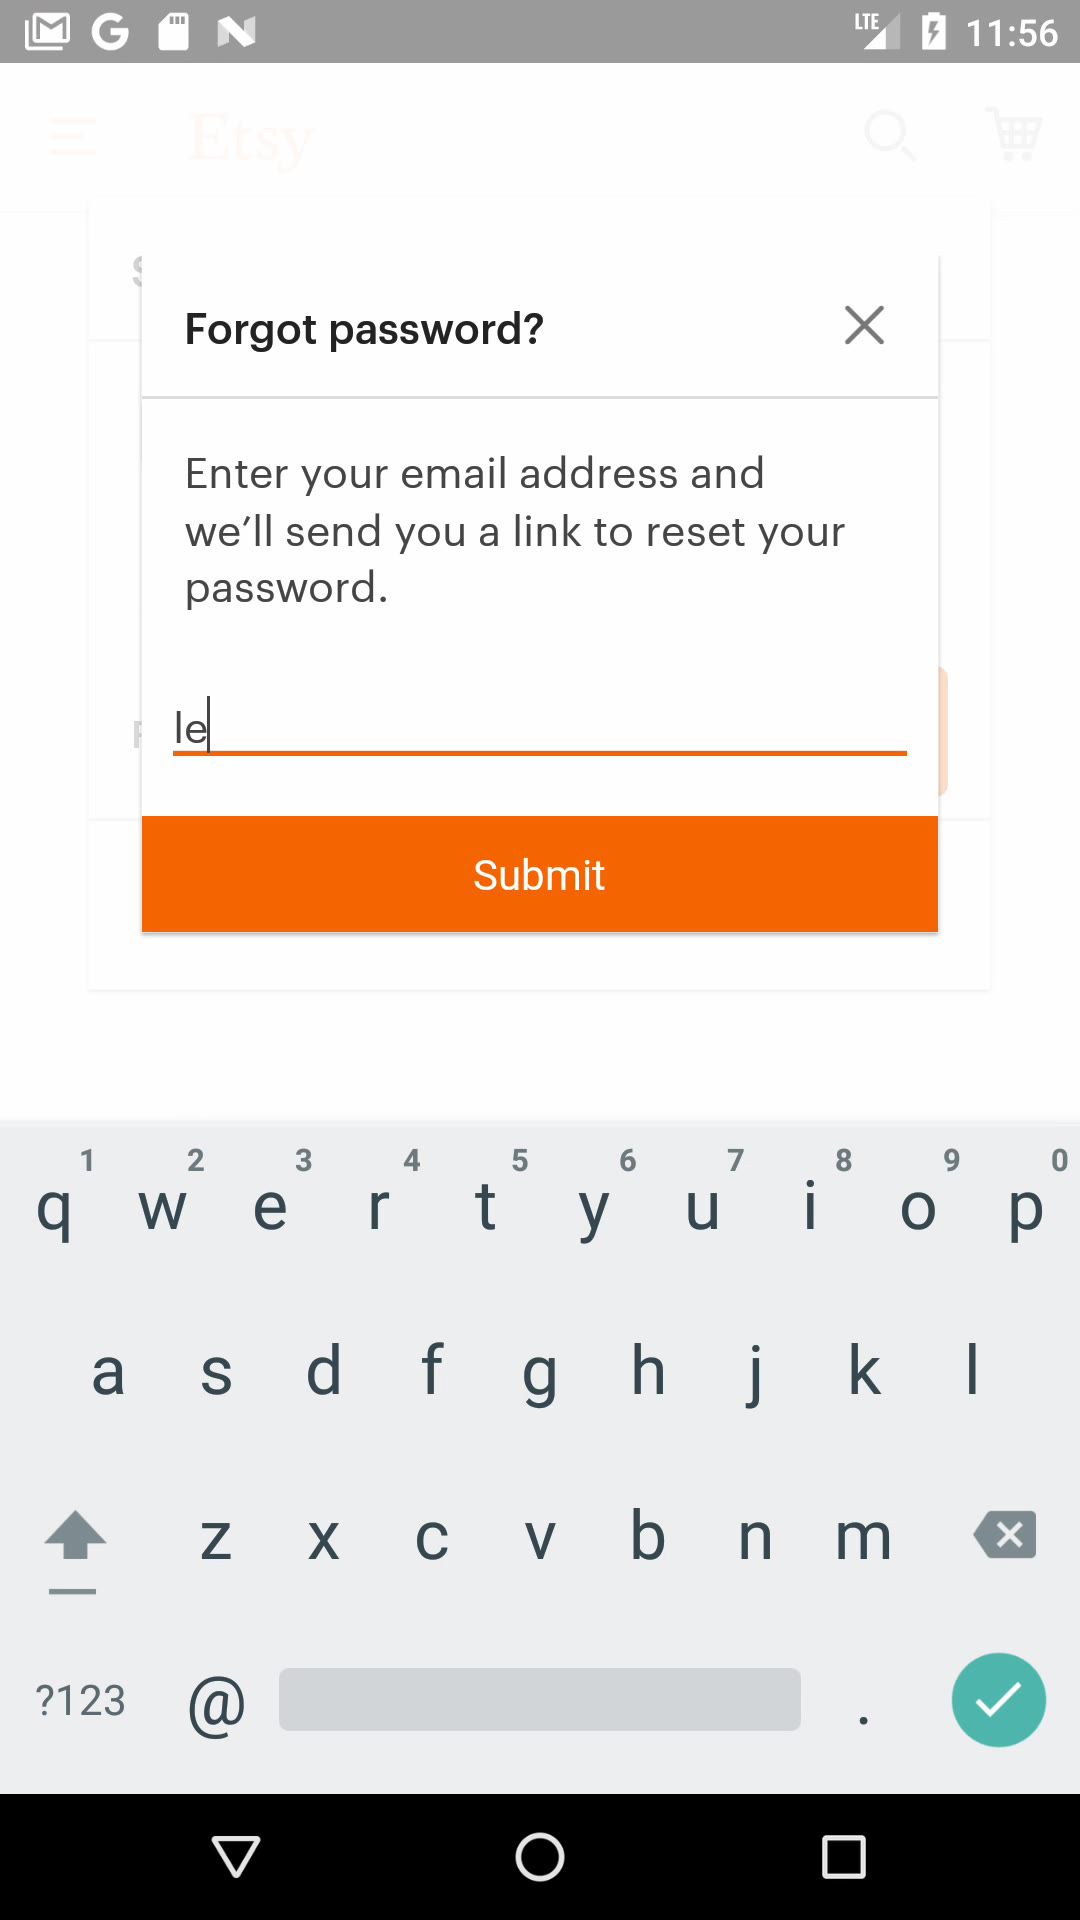 LTE 11:56
Etsy
Forgot password?
Enter your email address and
we’ll send you a link to reset your
password.
le
Submit
1 2 3 4 5 6 7 8 9 0
q w e r t y u i o p
a s d f g h j k l
z x c v b n m
?123 @ .